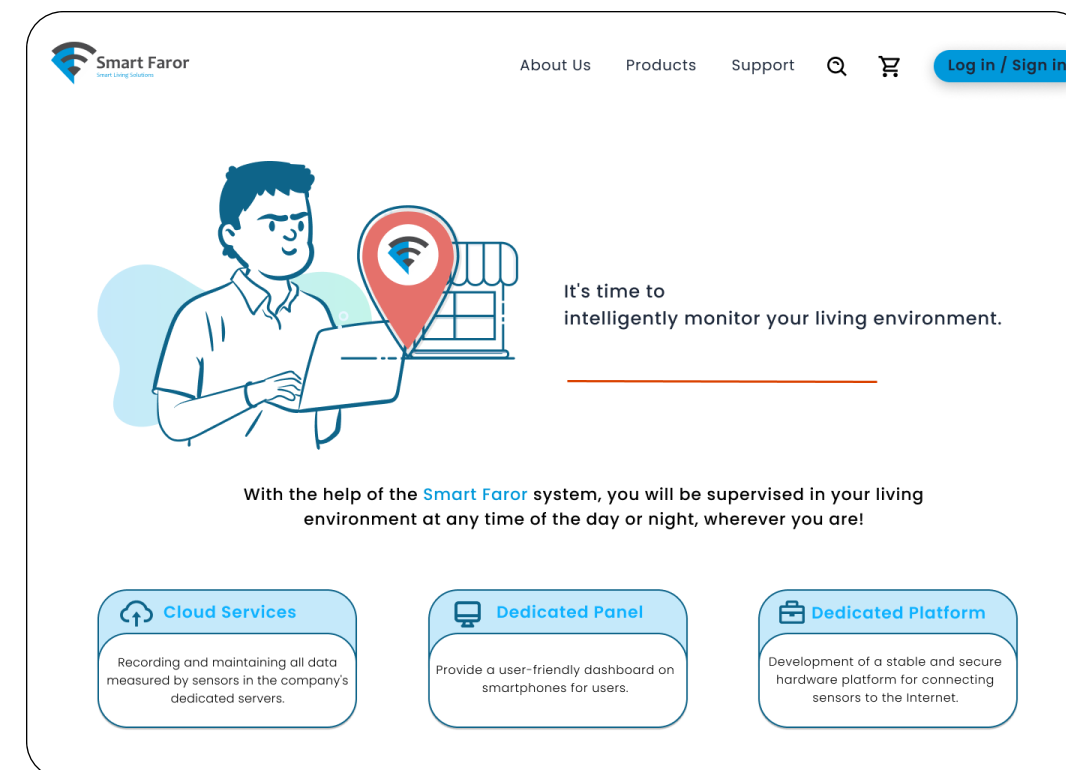 Smart Faror
Smart Living Solutions
About Us
Products
Support
Log in / Sign in
It's time to
intelligently monitor your living environment.
With the help of the Smart Faror system, you will be supervised in your living
environment at any time of the day or night, wherever you are!
Cloud Services
Recording and maintaining all data
measured by sensors in the company's
dedicated servers.
Dedicated Panel
Provide a user-friendly dashboard on
smartphones for users.
Dedicated Platform
Development of a stable and secure
hardware platform for connecting
sensors to the Internet.